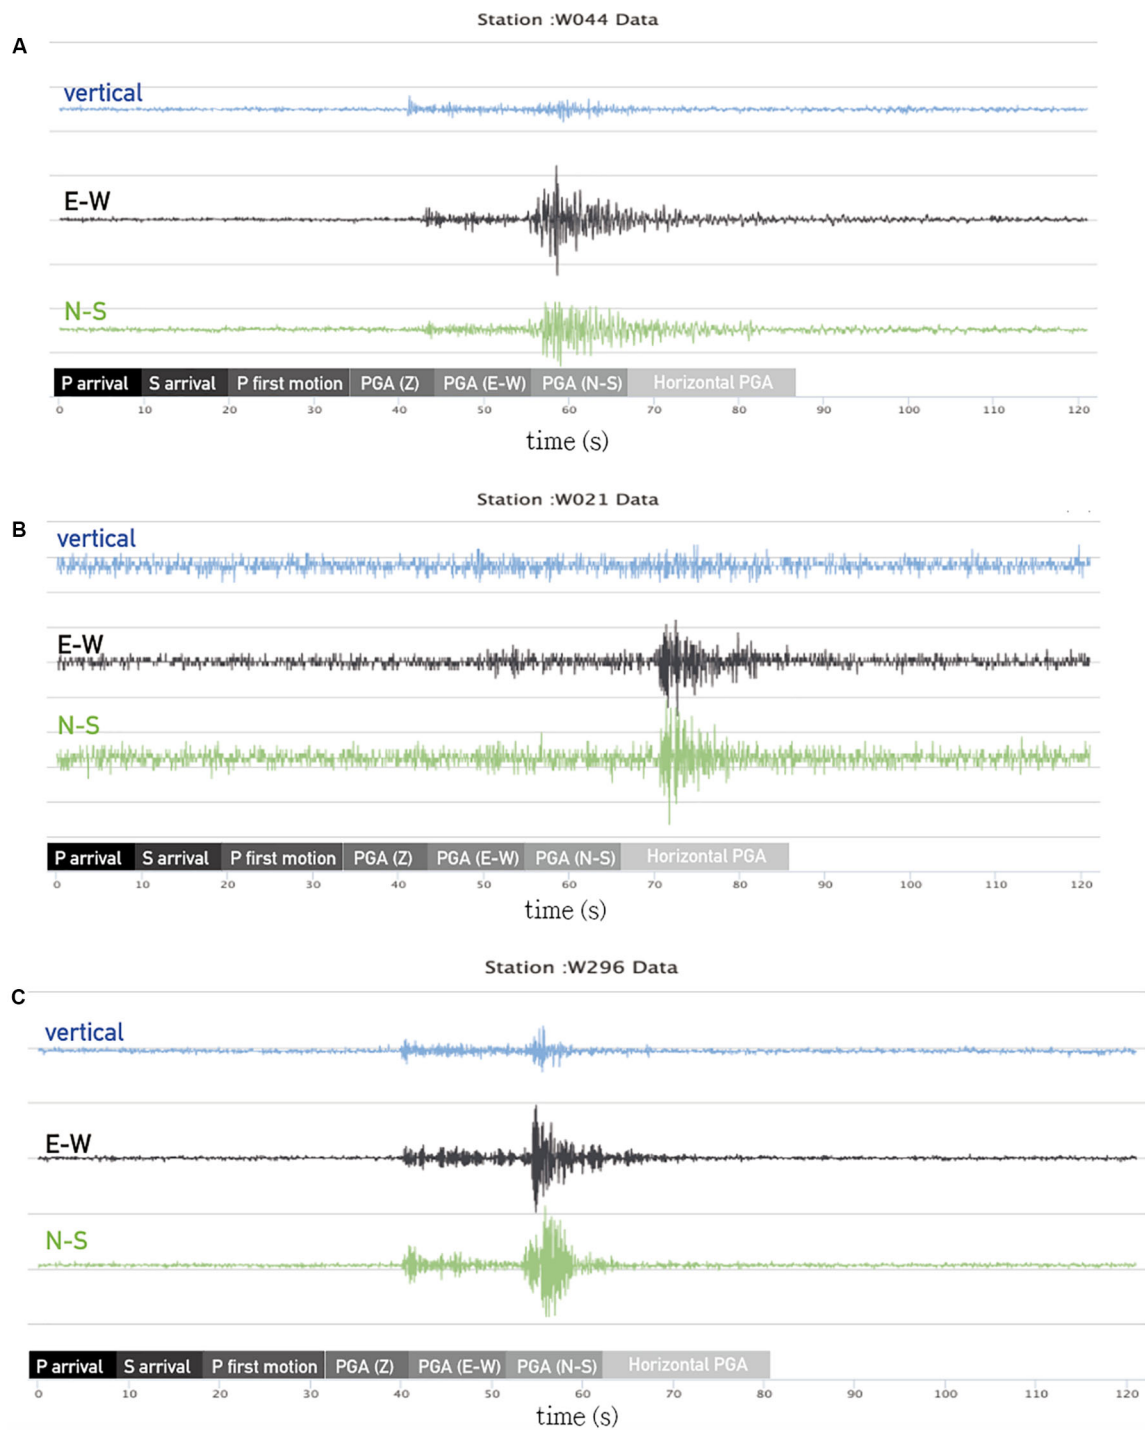 Station :W044 Data
A
vertical
E-W
N-S
P arrival S arrival P first motion PGA (Z) PGA (E-W) PGA (N-S) Horizontal PGA
0 10 20 30 40 50 60 70 80 90 100 110 120
time (s)
Station :W021 Data
B
vertical
E-W
N-S
P arrival S arrival P first motion PGA (Z) PGA (E-W) PGA (N-S) Horizontal PGA
0 10 20 30 40 50 60 70 80 90 100 110 120
time (s)
Station :W296 Data
C
vertical
E-W
N-S
P arrival S arrival P first motion PGA (Z) PGA (E-W) PGA (N-S) Horizontal PGA
0 10 20 30 40 50 60 70 80 90 100 110 120
time (s)